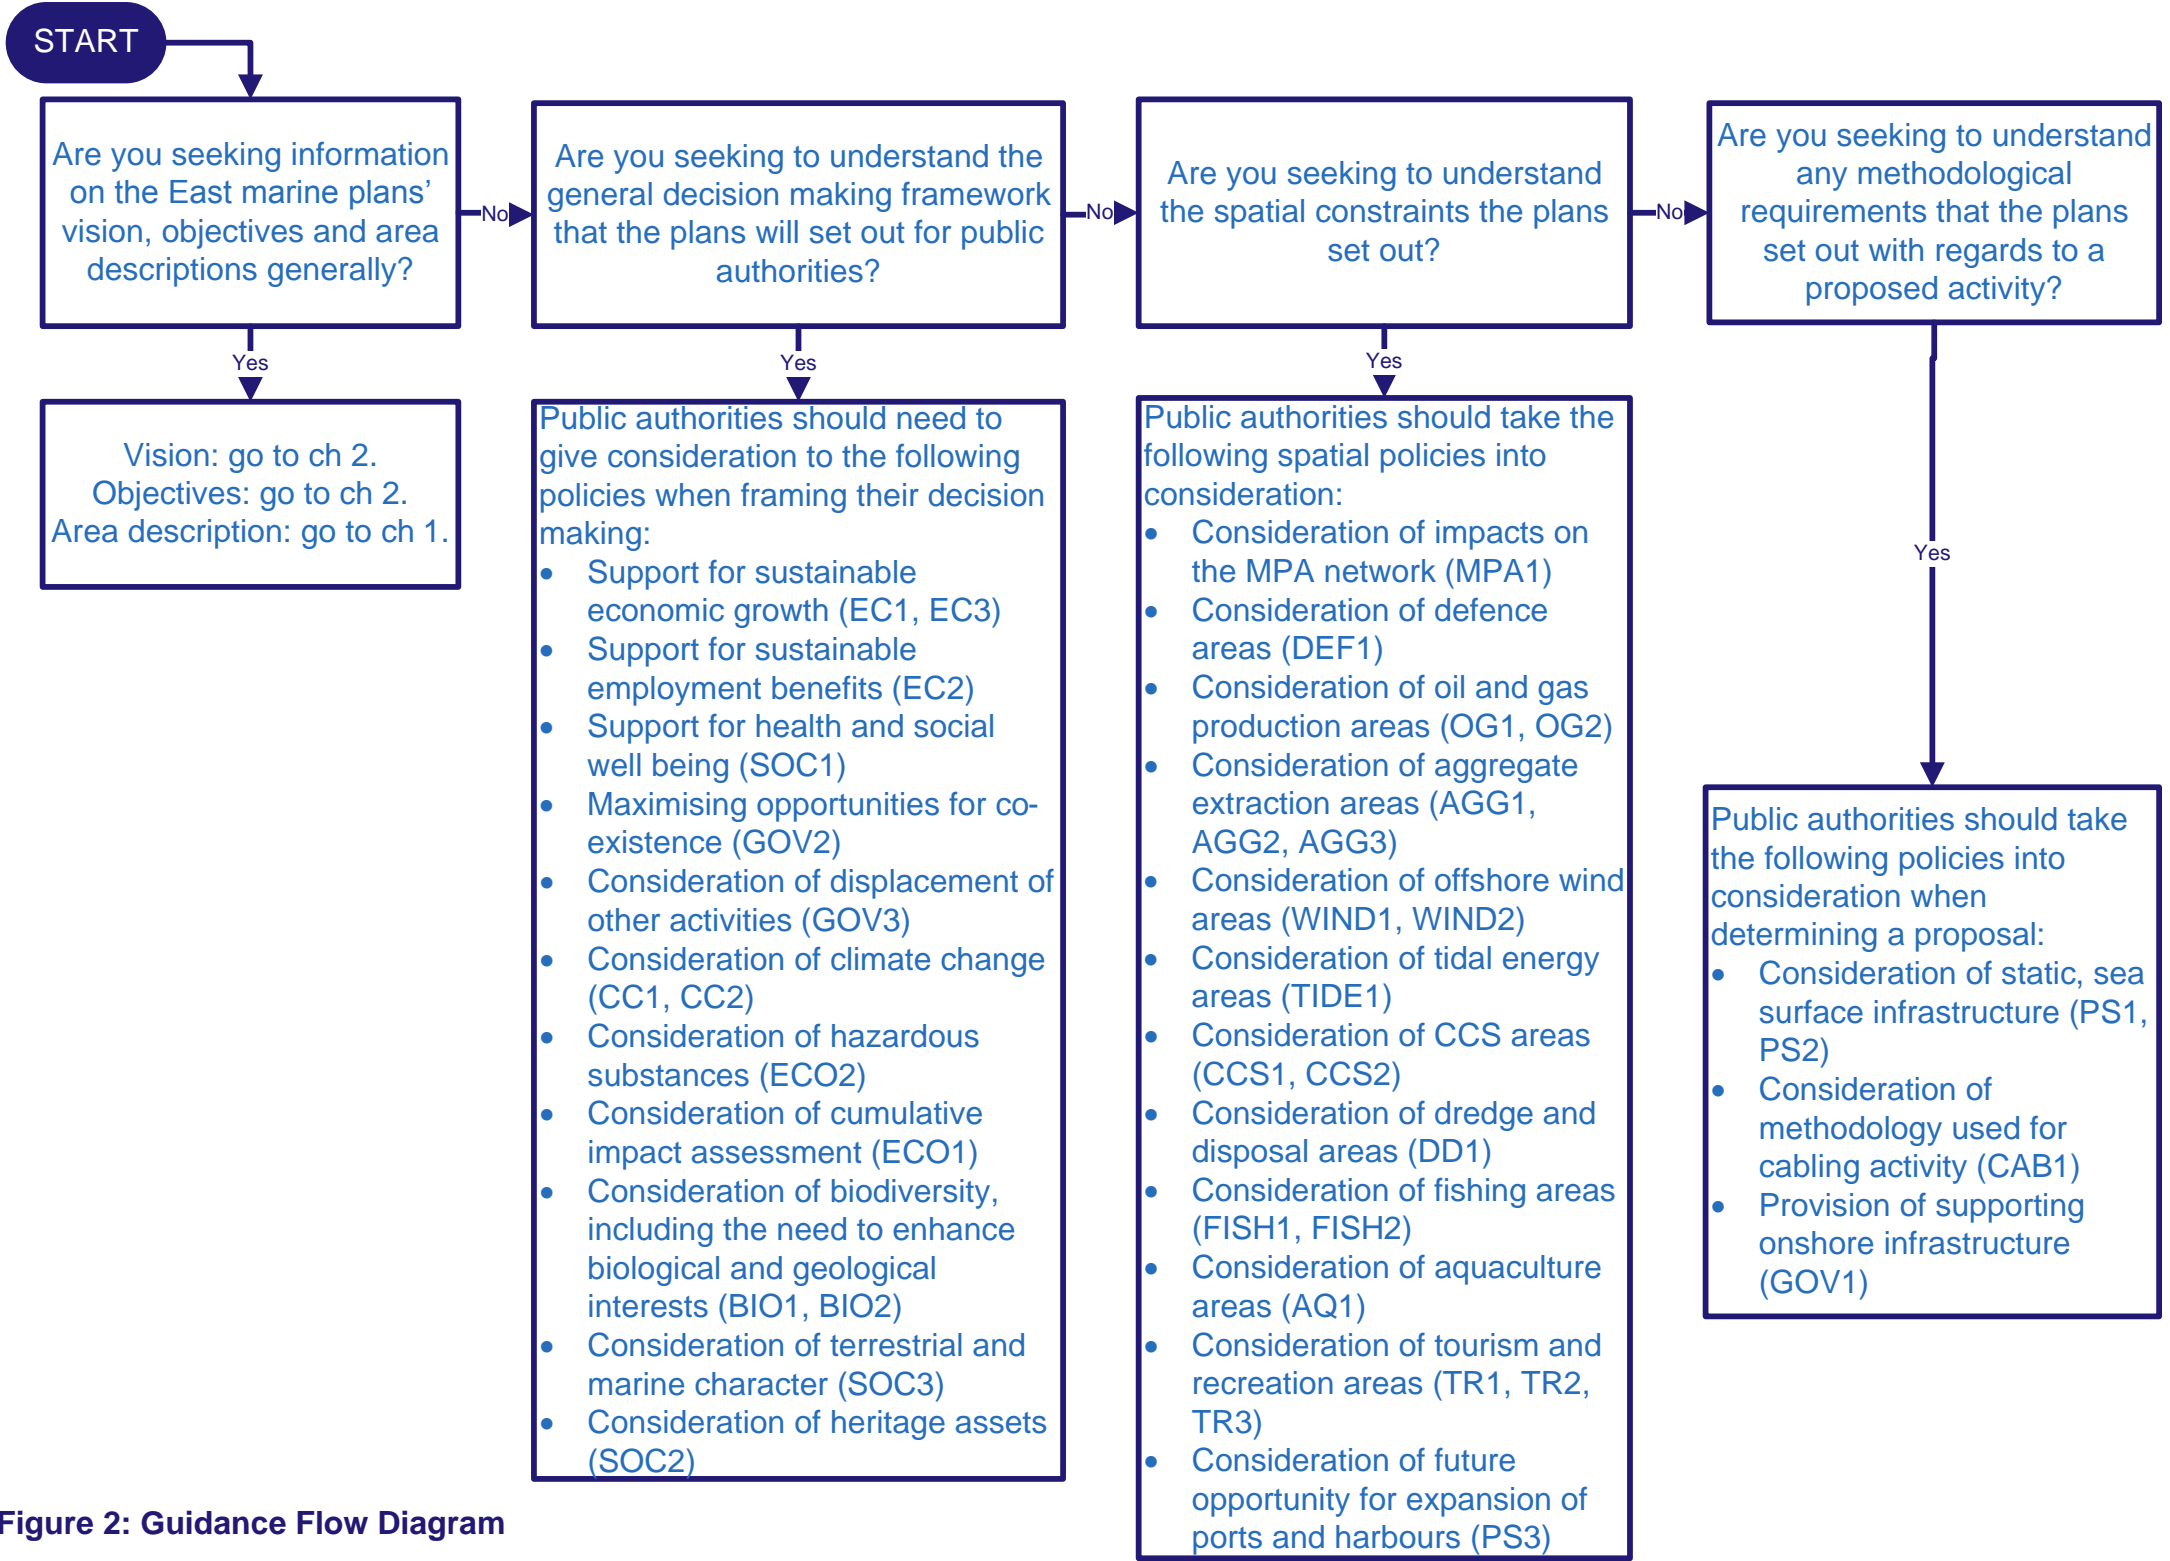 START
Are you seeking information
on the East marine plans’
vision, objectives and area
descriptions generally?
No
Are you seeking to understand the
general decision making framework
that the plans will set out for public
authorities?
No
Are you seeking to understand
the spatial constraints the plans
set out?
No
Are you seeking to understand
any methodological
requirements that the plans
set out with regards to a
proposed activity?
Yes
Vision: go to ch 2.
Objectives: go to ch 2.
Area description: go to ch 1.
Yes
Public authorities should need to
give consideration to the following
policies when framing their decision
making:
• Support for sustainable
economic growth (EC1, EC3)
• Support for sustainable
employment benefits (EC2)
• Support for health and social
well being (SOC1)
• Maximising opportunities for co-
existence (GOV2)
• Consideration of displacement of
other activities (GOV3)
• Consideration of climate change
(CC1, CC2)
• Consideration of hazardous
substances (ECO2)
• Consideration of cumulative
impact assessment (ECO1)
• Consideration of biodiversity,
including the need to enhance
biological and geological
interests (BIO1, BIO2)
• Consideration of terrestrial and
marine character (SOC3)
• Consideration of heritage assets
(SOC2)
Yes
Public authorities should take the
following spatial policies into
consideration:
• Consideration of impacts on
the MPA network (MPA1)
• Consideration of defence
areas (DEF1)
• Consideration of oil and gas
production areas (OG1, OG2)
• Consideration of aggregate
extraction areas (AGG1,
AGG2, AGG3)
• Consideration of offshore wind
areas (WIND1, WIND2)
• Consideration of tidal energy
areas (TIDE1)
• Consideration of CCS areas
(CCS1, CCS2)
• Consideration of dredge and
disposal areas (DD1)
• Consideration of fishing areas
(FISH1, FISH2)
• Consideration of aquaculture
areas (AQ1)
• Consideration of tourism and
recreation areas (TR1, TR2,
TR3)
• Consideration of future
opportunity for expansion of
ports and harbours (PS3)
Yes
Public authorities should take
the following policies into
consideration when
determining a proposal:
• Consideration of static, sea
surface infrastructure (PS1,
PS2)
• Consideration of
methodology used for
cabling activity (CAB1)
• Provision of supporting
onshore infrastructure
(GOV1)
Figure 2: Guidance Flow Diagram